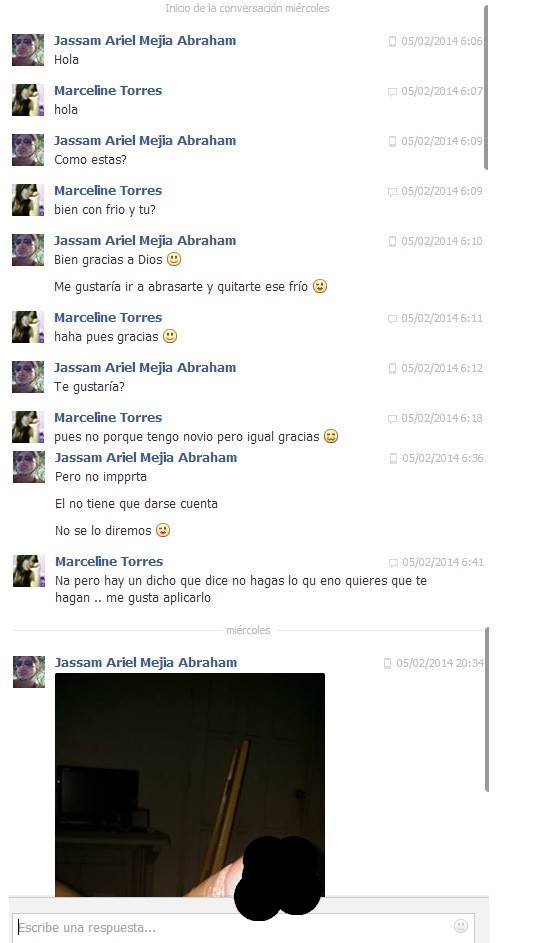 Inicio de la conversación miércoles
Jassam Ariel Mejia Abraham 05/02/2014 6:06
Hola
Marceline Torres 05/02/2014 6:07
hola
Jassam Ariel Mejia Abraham 05/02/2014 6:09
Como estas?
Marceline Torres 05/02/2014 6:09
bien con frio y tu?
Jassam Ariel Mejia Abraham 05/02/2014 6:10
Bien gracias a Dios
Me gustaría ir a abrasarte y quitarte ese frío
Marceline Torres 05/02/2014 6:11
haha pues gracias
Jassam Ariel Mejia Abraham 05/02/2014 6:12
Te gustaría?
Marceline Torres 05/02/2014 6:18
pues no porque tengo novio pero igual gracias
Jassam Ariel Mejia Abraham 05/02/2014 6:36
Pero no impprta
El no tiene que darse cuenta
No se lo diremos
Marceline Torres 05/02/2014 6:41
Na pero hay un dicho que dice no hagas lo qu eno quieres que te
hagan .. me gusta aplicarlo
miércoles
Jassam Ariel Mejia Abraham 05/02/2014 20:34
Escribe una respuesta...